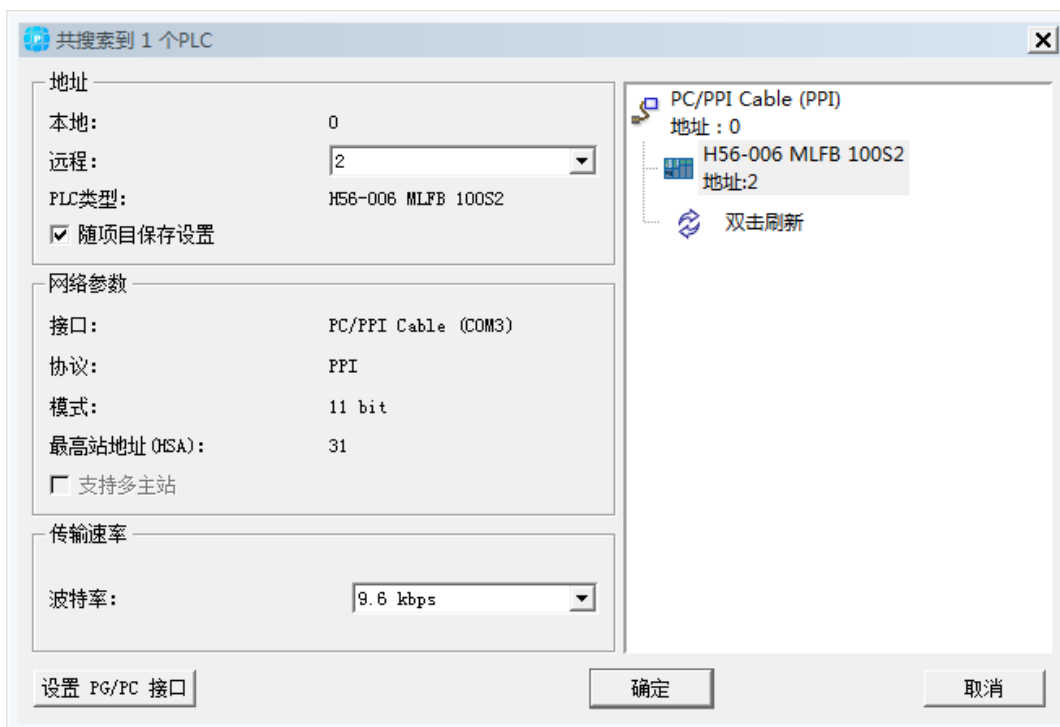 共搜索到 1 个PLC
地址
本地: 0
远程: 2
PLC类型: H56-006 MLFB 100S2
随项目保存设置
网络参数
接口: PC/PPI Cable (COM3)
协议: PPI
模式: 11 bit
最高站地址(HSA): 31
支持多主站
传输速率
波特率: 9.6 kbps
PC/PPI Cable (PPI)
地址：0
H56-006 MLFB 100S2
地址:2
双击刷新
设置 PG/PC 接口
确定
取消